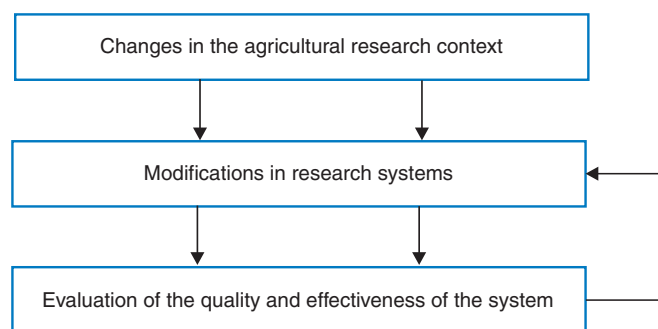 Changes in the agricultural research context
Modifications in research systems
Evaluation of the quality and effectiveness of the system